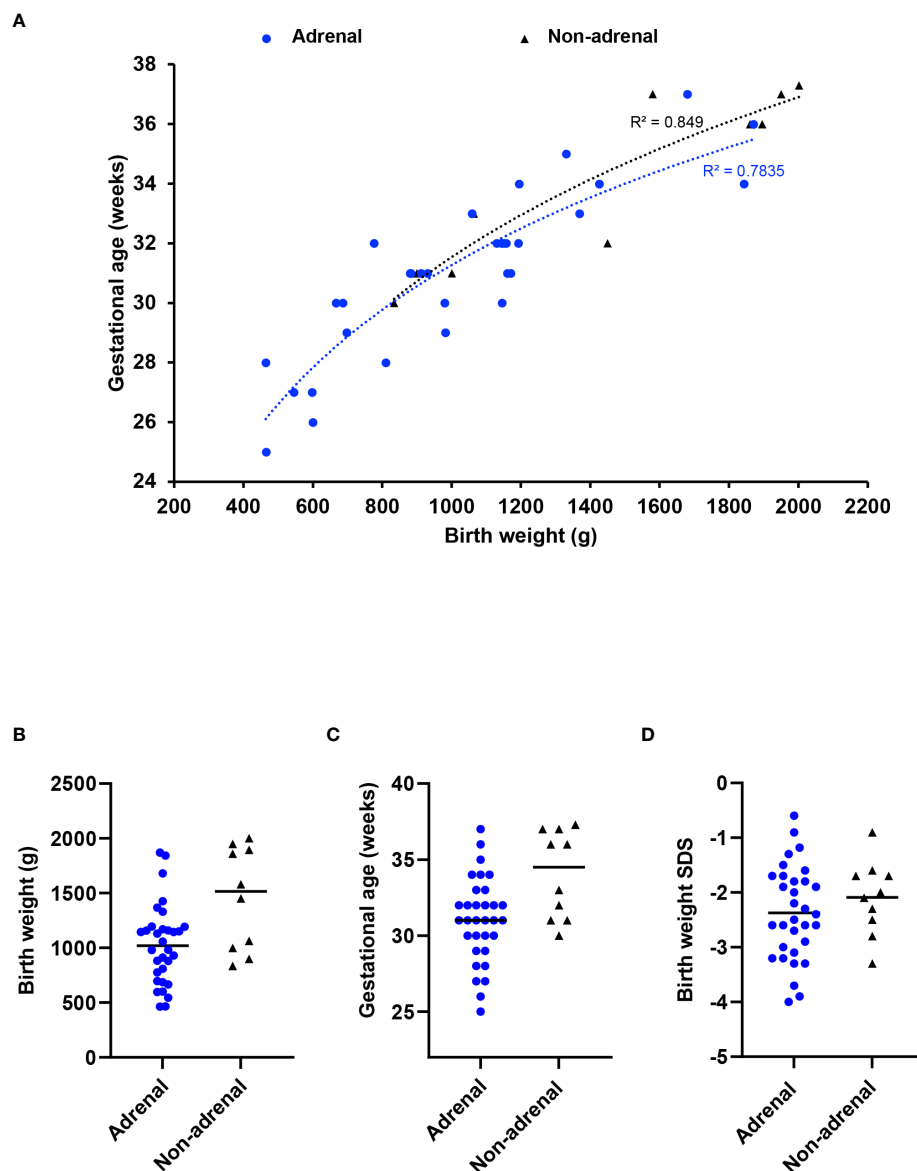 A
Adrenal
Non-adrenal
Gestational age (weeks)
38
36
34
32
30
28
26
24
R² = 0.849
R² = 0.7835
200 400 600 800 1000 1200 1400 1600 1800 2000 2200
Birth weight (g)
B
Birth weight (g)
2500
2000
1500
1000
500
0
Adrenal
Non-adrenal
C
Gestational age (weeks)
40
35
30
25
Adrenal
Non-adrenal
D
Birth weight SDS
0
-1
-2
-3
-4
-5
Adrenal
Non-adrenal